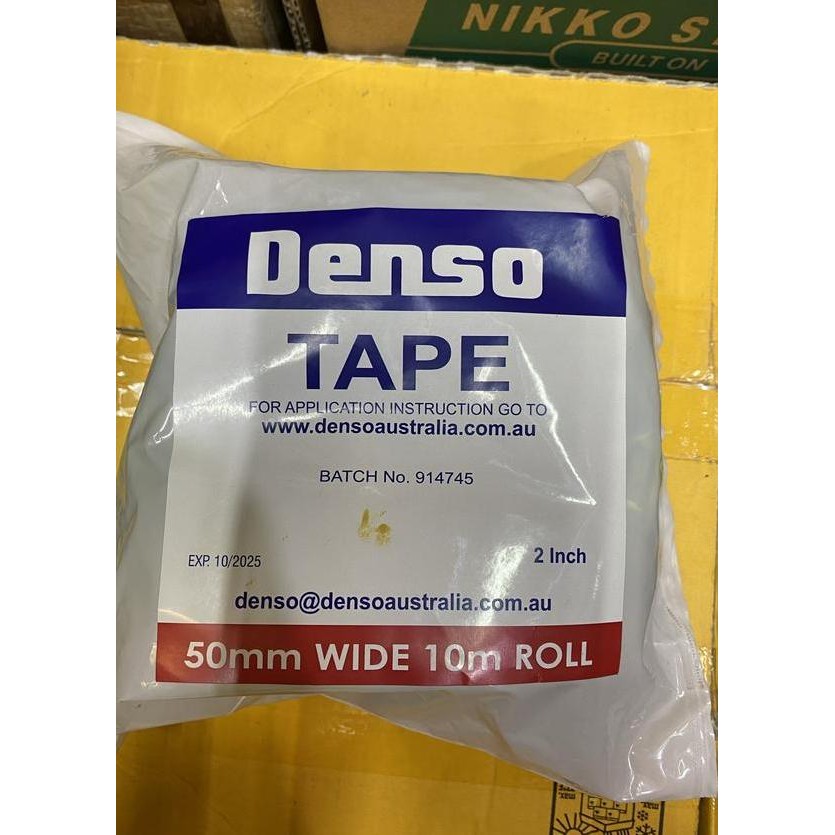 NIKKO S
BUILT ON
Denso
TAPE
FOR APPLICATION INSTRUCTION GO TO
www.densoaustralia.com.au
BATCH No. 914745
EXP. 10/2025
2 Inch
denso@densoaustralia.com.au
50mm WIDE 10m ROLL
max.